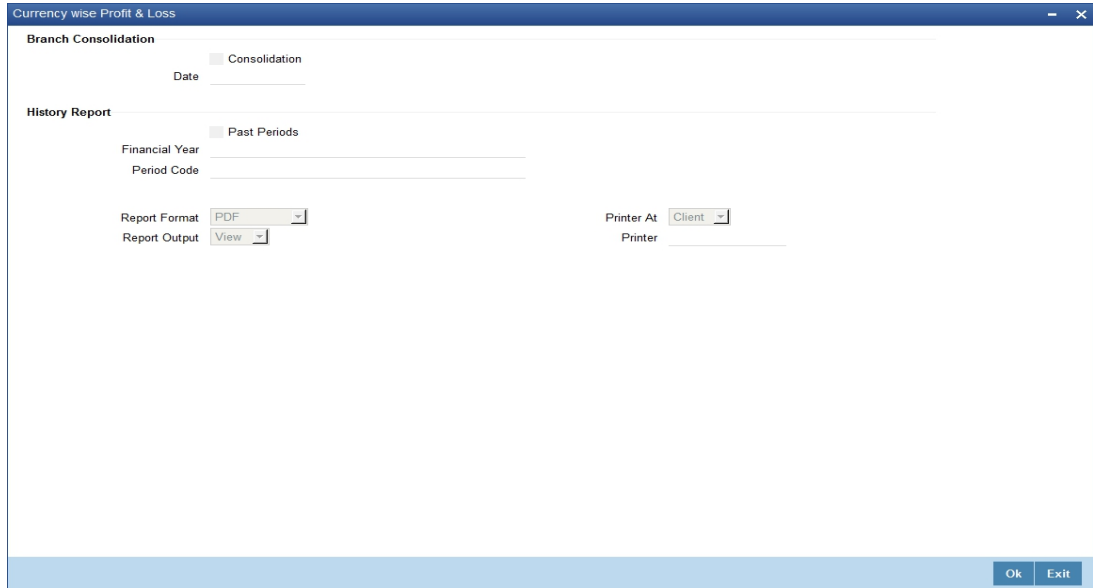 Currency wise Profit & Loss
Branch Consolidation
Consolidation
Date
History Report
Past Periods
Financial Year
Period Code
Report Format PDF Printer At Client
Report Output View Printer
Ok Exit